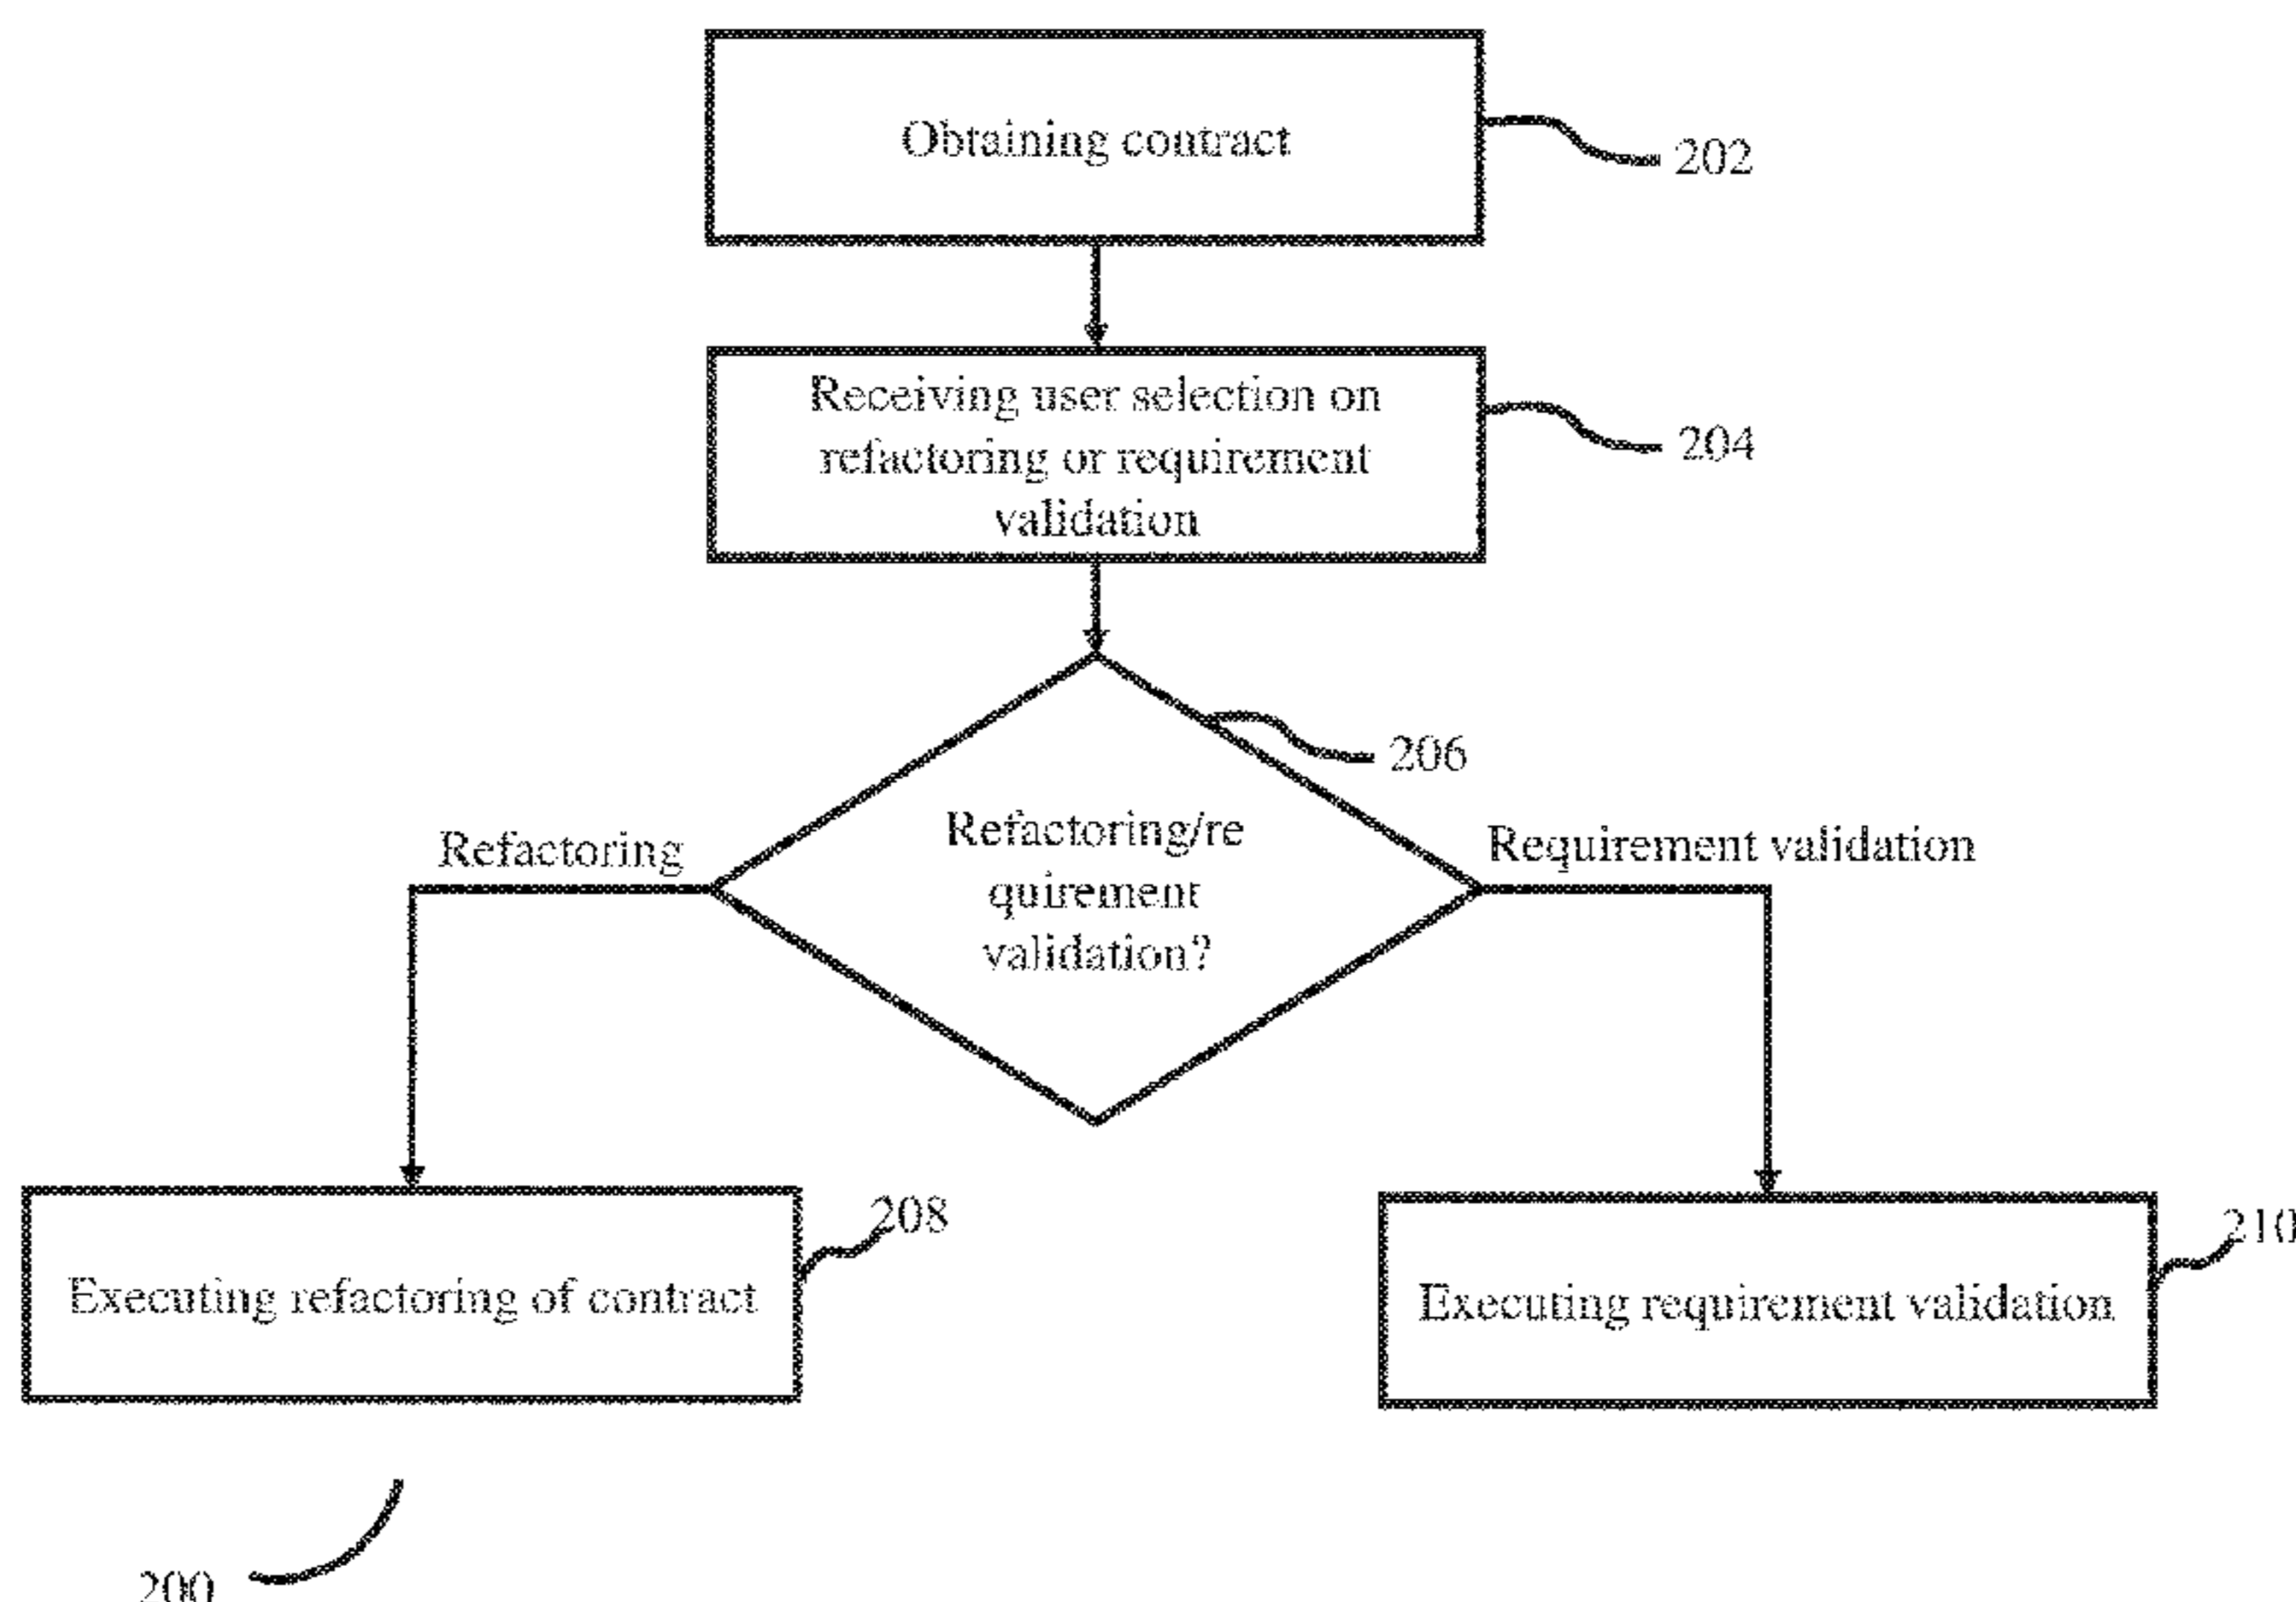 Obtaining contract
202
Receiving user selection on
refactoring or requirement
validation
204
206
Refactoring/re
quirement
validation?
Refactoring
Requirement validation
208
Executing refactoring of contract
210
Executing requirement validation
200